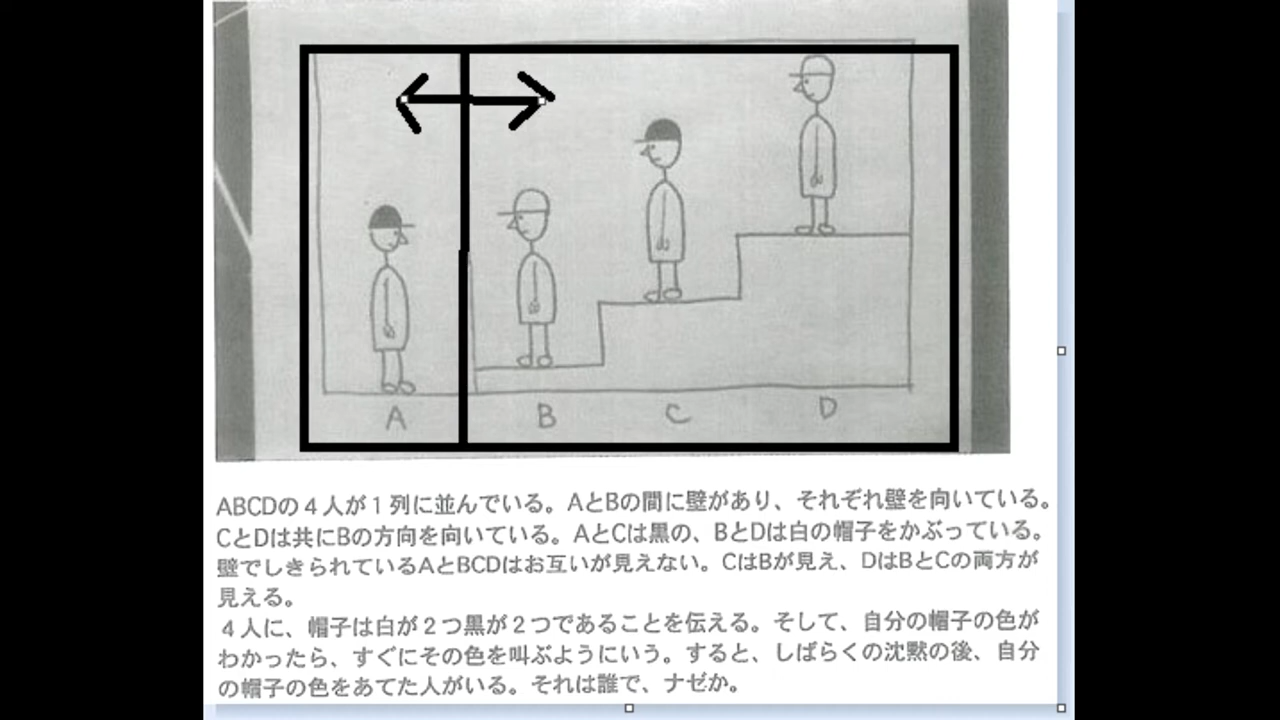 A B C D
ABCDの４人が１列に並んでいる。AとBの間に壁があり、それぞれ壁を向いている。
CとDは共にBの方向を向いている。AとCは黒の、BとDは白の帽子をかぶっている。
壁でしきられているAとBCDはお互いが見えない。CはBが見え、DはBとCの両方が
見える。
４人に、帽子は白が２つ黒が２つであることを伝える。そして、自分の帽子の色が
わかったら、すぐにその色を叫ぶようにいう。すると、しばらくの沈黙の後、自分
の帽子の色をあてた人がいる。それは誰で、ナゼか。